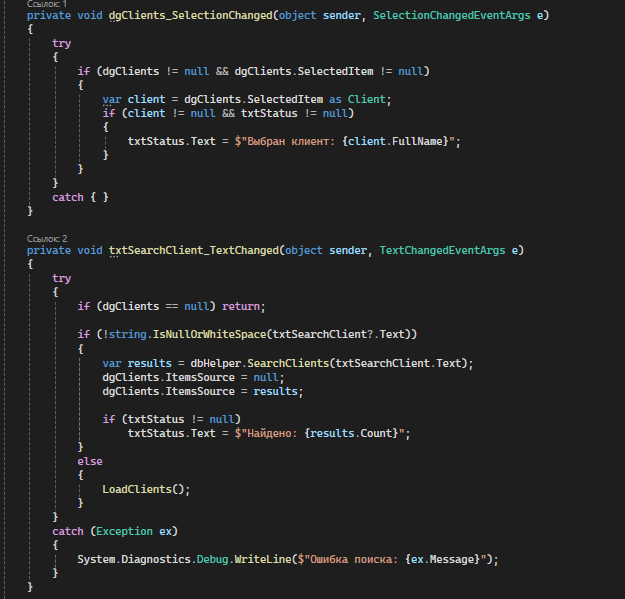 Ссылок: 1
private void dgClients_SelectionChanged(object sender, SelectionChangedEventArgs e)
{
try
{
if (dgClients != null && dgClients.SelectedItem != null)
{
var client = dgClients.SelectedItem as Client;
if (client != null && txtStatus != null)
{
txtStatus.Text = $"Выбран клиент: {client.FullName}";
}
}
}
catch { }
}
Ссылок: 2
private void txtSearchClient_TextChanged(object sender, TextChangedEventArgs e)
{
try
{
if (dgClients == null) return;
if (!string.IsNullOrWhiteSpace(txtSearchClient?.Text))
{
var results = dbHelper.SearchClients(txtSearchClient.Text);
dgClients.ItemsSource = null;
dgClients.ItemsSource = results;
if (txtStatus != null)
txtStatus.Text = $"Найдено: {results.Count}";
}
else
{
LoadClients();
}
}
catch (Exception ex)
{
System.Diagnostics.Debug.WriteLine($"Ошибка поиска: {ex.Message}");
}
}